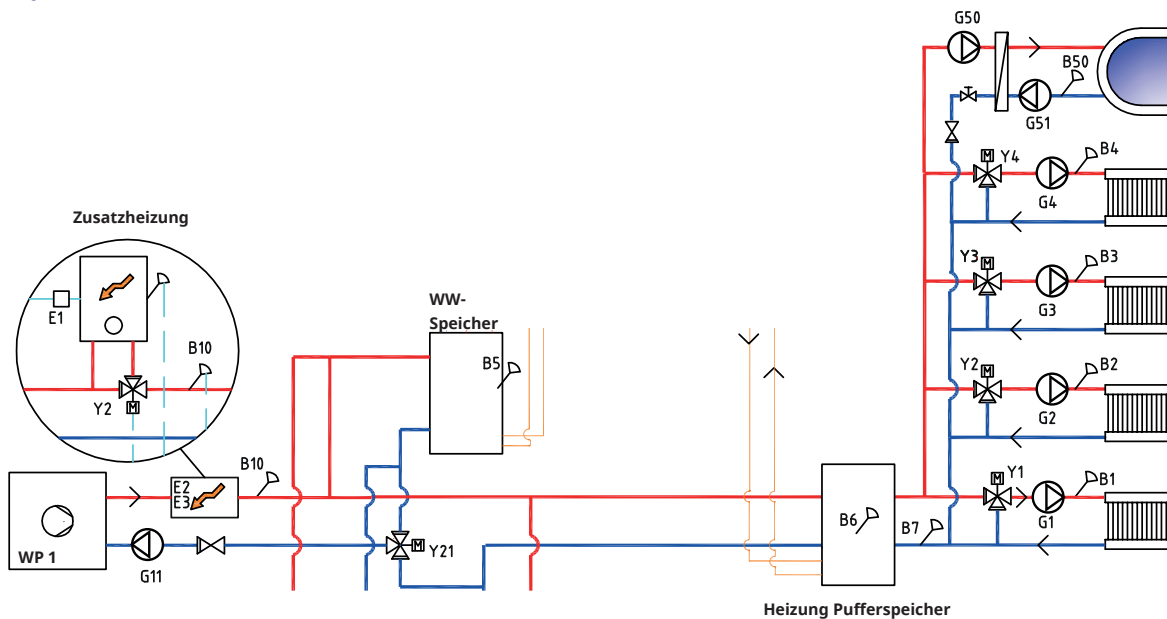 G50
B50
G51
Y4
B4
G4
Zusatzheizung
Y3
B3
G3
E1
WW-
Speicher
B10
B5
Y2
M
Y2
B2
G2
B10
E2
E3
Y1
B1
G1
B6
B7
WP 1
G11
M
Y21
Heizung Pufferspeicher
M
M
M
M